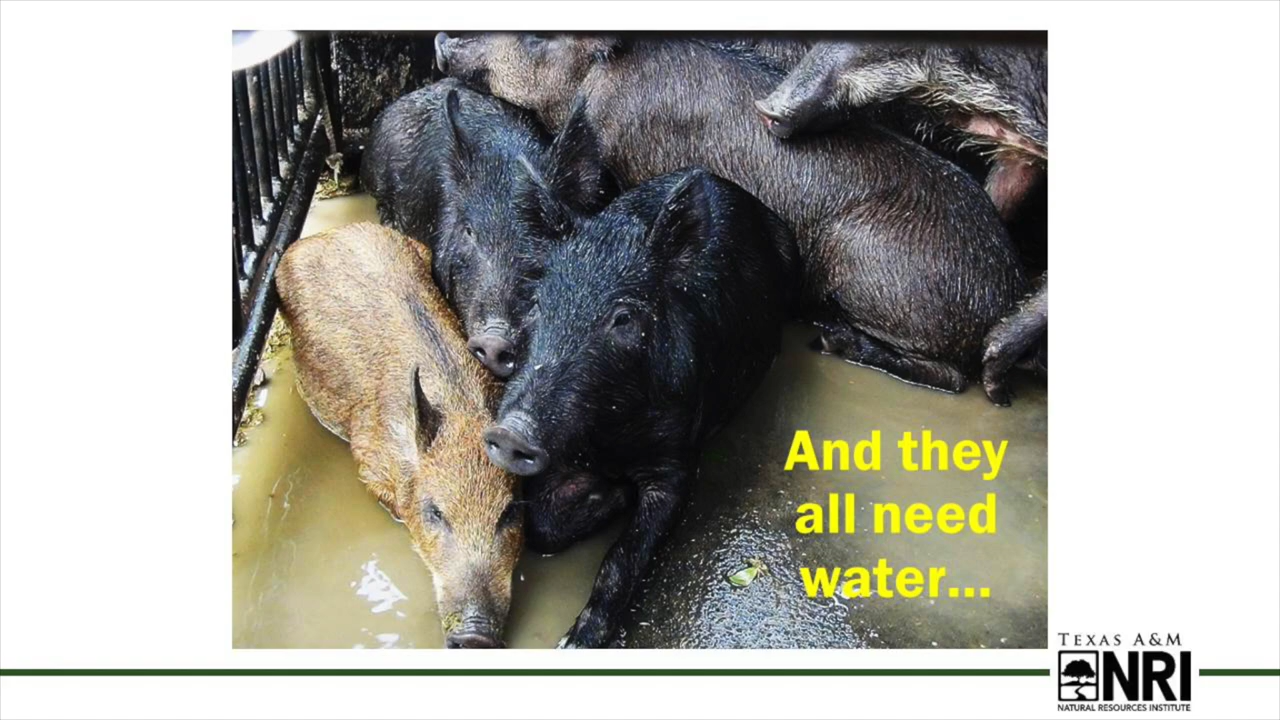 And they
all need
water...
TEXAS A&M
NRI
NATURAL RESOURCES INSTITUTE